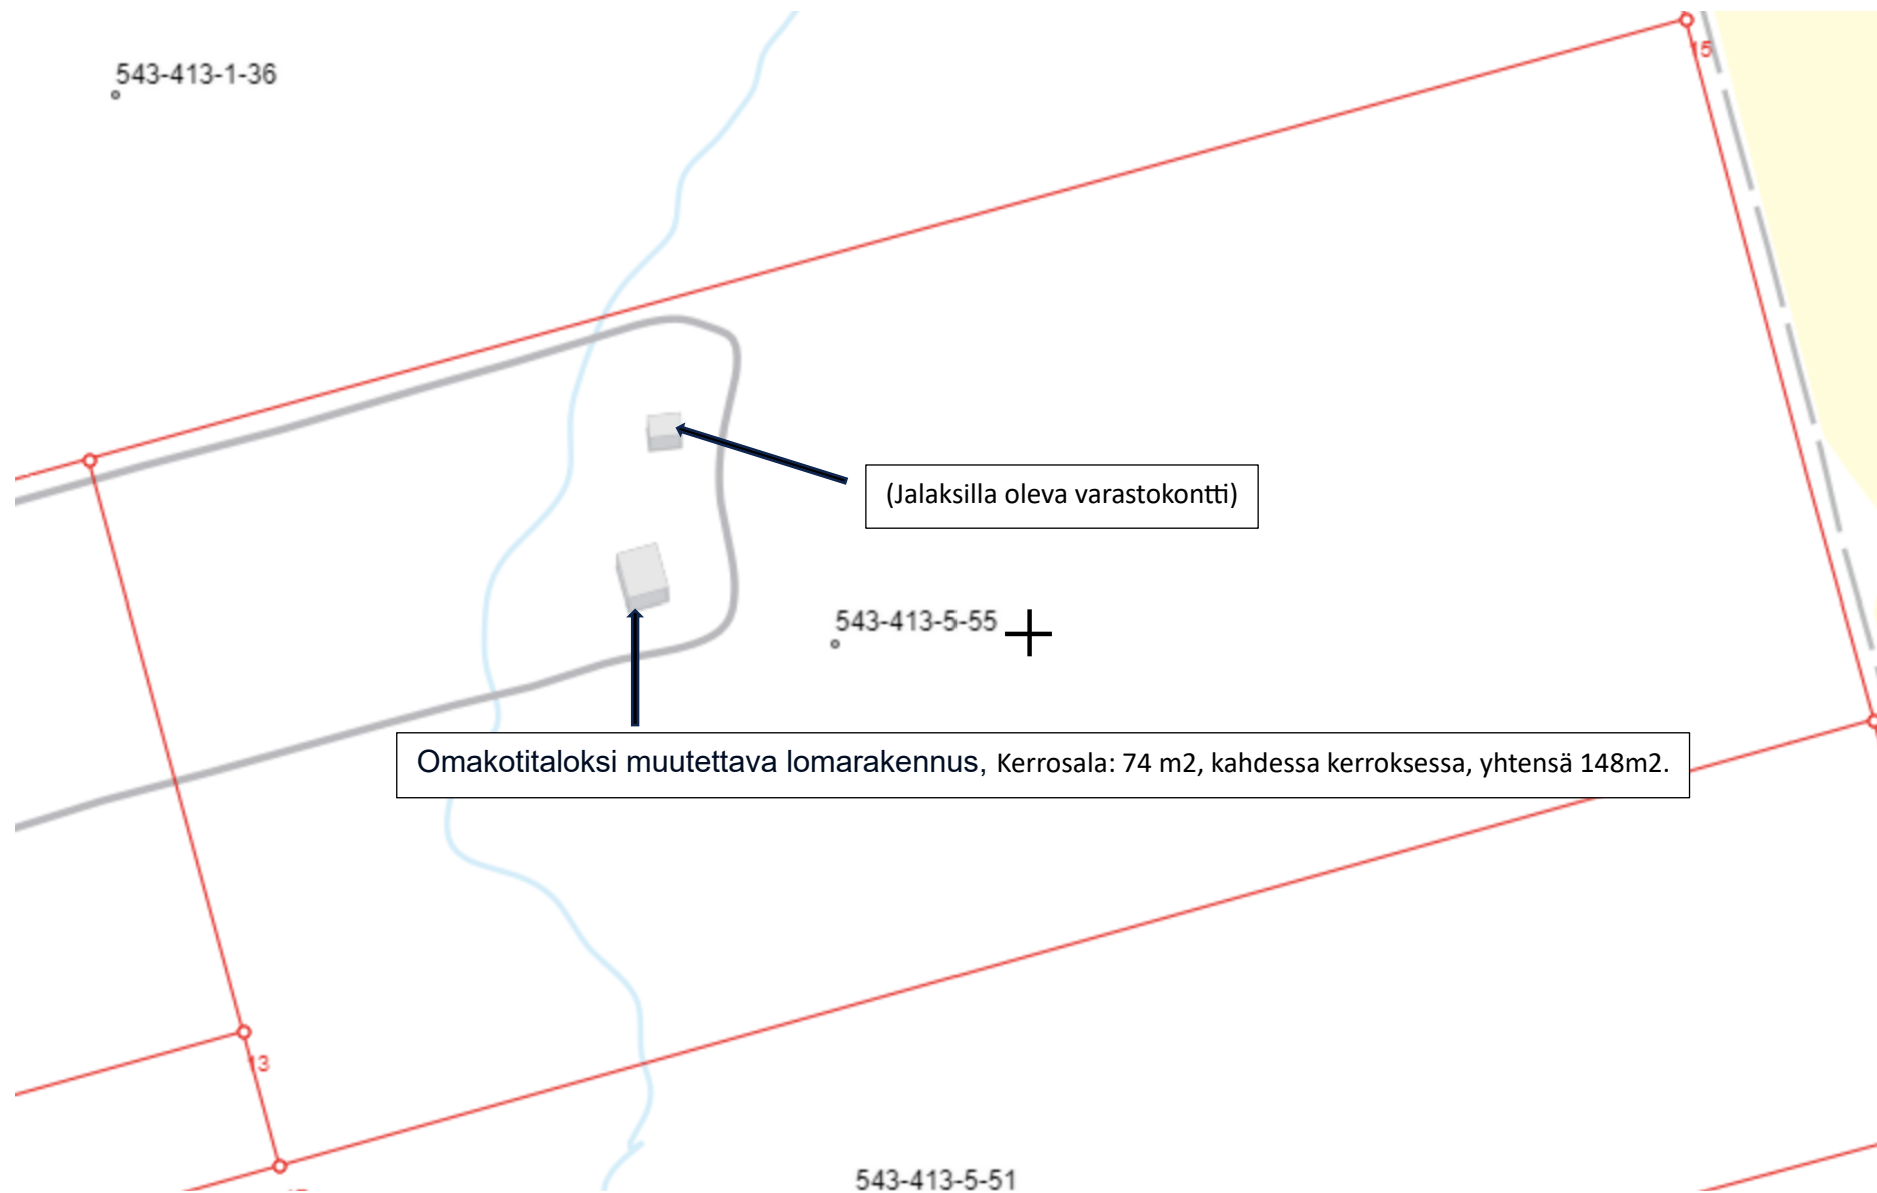 15
543-413-1-36
(Jalaksilla oleva varastokontti)
543-413-5-55
Omakotitaloksi muutettava lomarakennus, Kerrosala: 74 m2, kahdessa kerroksessa, yhtensä 148m2.
13
543-413-5-51